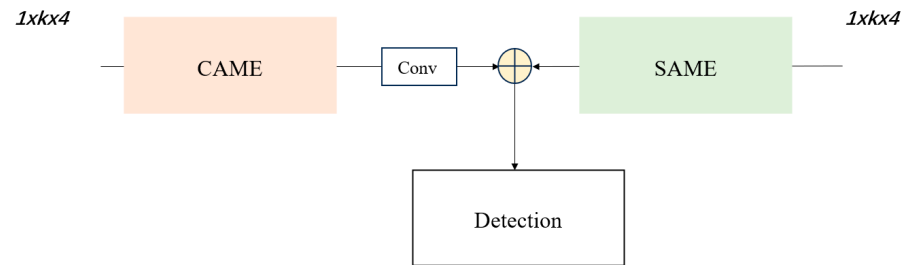 1xkx4
1xkx4
CAME
Conv
SAME
Detection